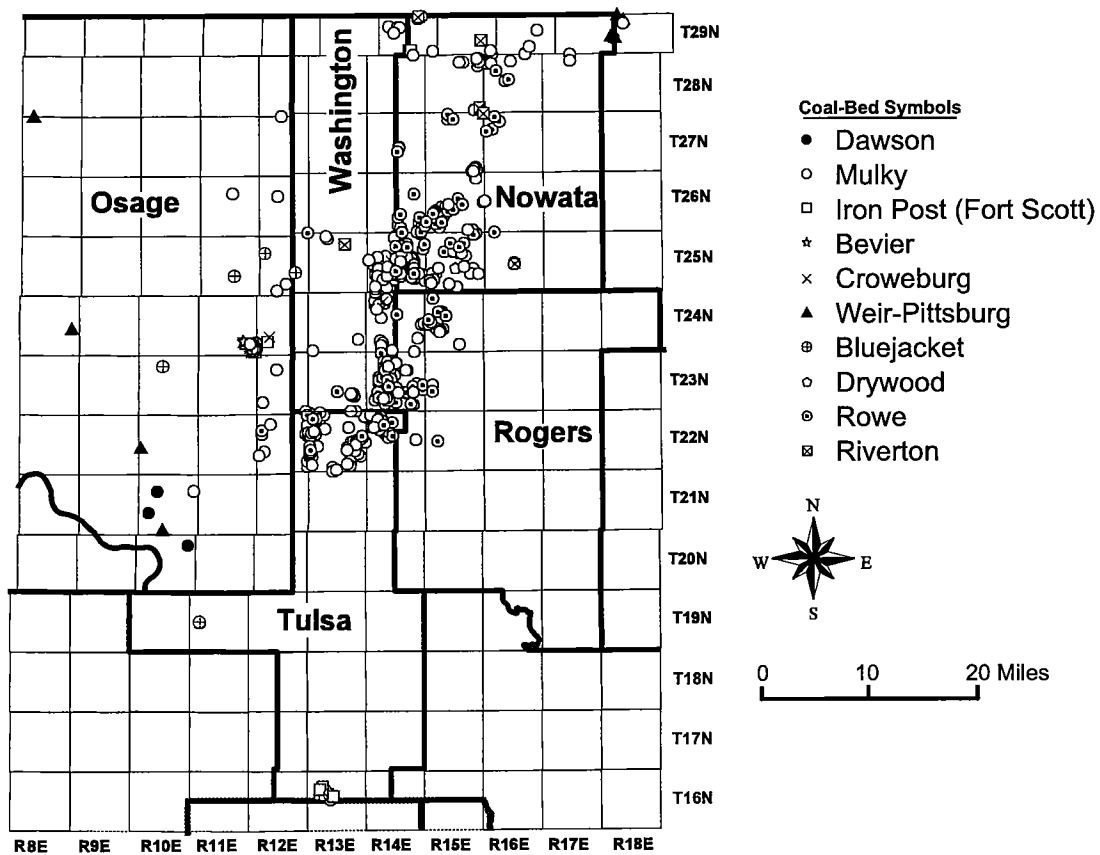 T29N
T28N
T27N
T26N
T25N
T24N
T23N
T22N
T21N
T20N
T19N
T18N
T17N
T16N
R8E R9E R10E R11E R12E R13E R14E R15E R16E R17E R18E
Osage
Washington
Nowata
Rogers
Tulsa
Coal-Bed Symbols
Dawson
Mulky
Iron Post (Fort Scott)
Bevier
Croweburg
Weir-Pittsburg
Bluejacket
Drywood
Rowe
Riverton
N
W E
S
0 10 20 Miles